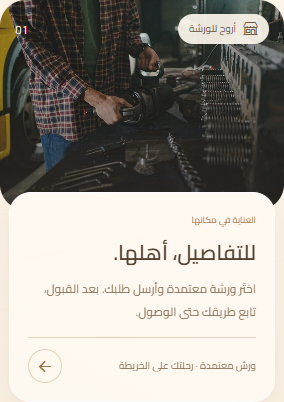 01
أروح للورشة
العناية في مكانها
للتفاصيل، أهلها.
اختَر ورشة معتمدة وأرسل طلبك. بعد القبول،
تابع طريقك حتى الوصول.
ورش معتمدة · رحلتك على الخريطة